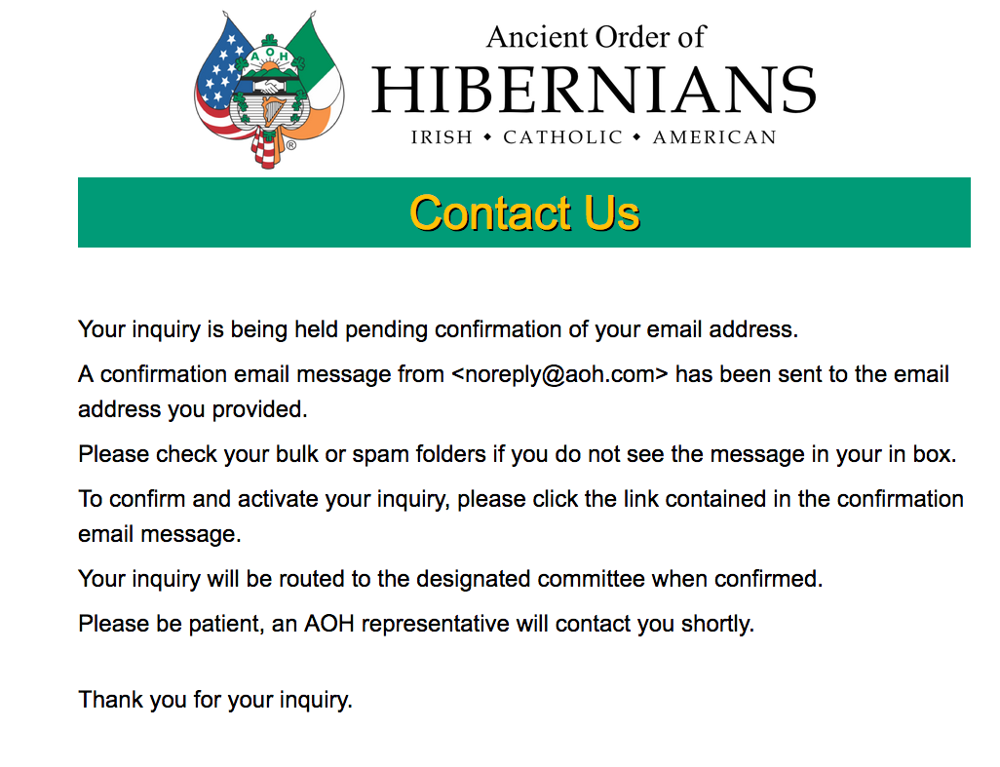 AOH
Ancient Order of
HIBERNIANS
IRISH ◆ CATHOLIC ◆ AMERICAN
®
Contact Us
Your inquiry is being held pending confirmation of your email address.
A confirmation email message from <noreply@aoh.com> has been sent to the email
address you provided.
Please check your bulk or spam folders if you do not see the message in your in box.
To confirm and activate your inquiry, please click the link contained in the confirmation
email message.
Your inquiry will be routed to the designated committee when confirmed.
Please be patient, an AOH representative will contact you shortly.
Thank you for your inquiry.